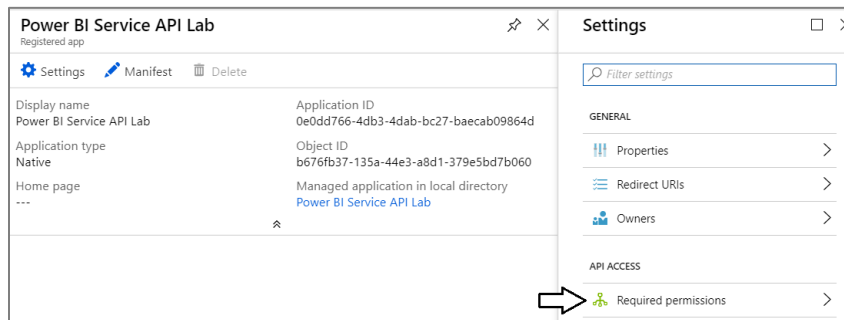 Power BI Service API Lab
Registered app
Settings
Manifest
Delete
Display name
Power BI Service API Lab
Application ID
0e0dd766-4db3-4dab-bc27-baecab09864d
Application type
Native
Object ID
b676fb37-135a-44e3-a8d1-379e5bd7b060
Home page
---
Managed application in local directory
Power BI Service API Lab
Settings
Filter settings
GENERAL
Properties
Redirect URIs
Owners
API ACCESS
Required permissions